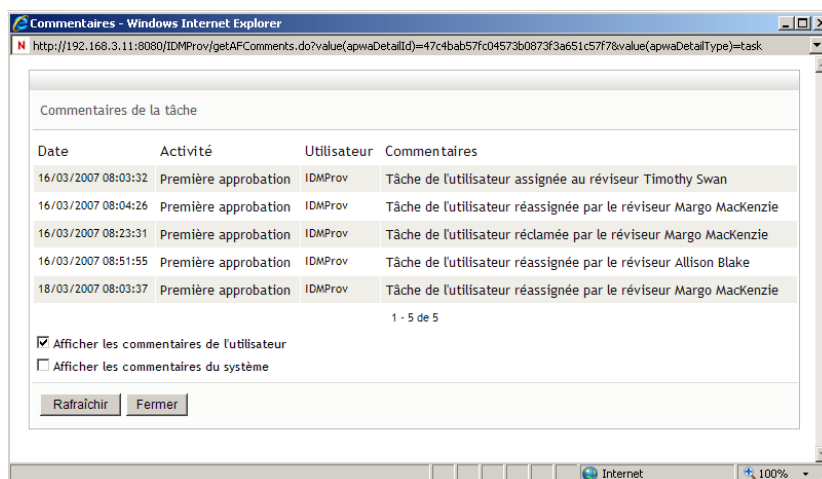 Commentaires - Windows Internet Explorer
N http://192.168.3.11:8080/IDMProv/getAFComments.do?value(apwaDetailId)=47c4bab57fc04573b0873f3a651c57f7&value(apwaDetailType)=task
Commentaires de la tâche
Date Activité Utilisateur Commentaires
16/03/2007 08:03:32 Première approbation IDMProv Tâche de l'utilisateur assignée au réviseur Timothy Swan
16/03/2007 08:04:26 Première approbation IDMProv Tâche de l'utilisateur réassignée par le réviseur Margo MacKenzie
16/03/2007 08:23:31 Première approbation IDMProv Tâche de l'utilisateur réclamée par le réviseur Margo MacKenzie
16/03/2007 08:51:55 Première approbation IDMProv Tâche de l'utilisateur réassignée par le réviseur Allison Blake
18/03/2007 08:03:37 Première approbation IDMProv Tâche de l'utilisateur réassignée par le réviseur Margo MacKenzie
1 - 5 de 5
Afficher les commentaires de l'utilisateur
Afficher les commentaires du système
Rafraîchir Fermer
Internet 100%